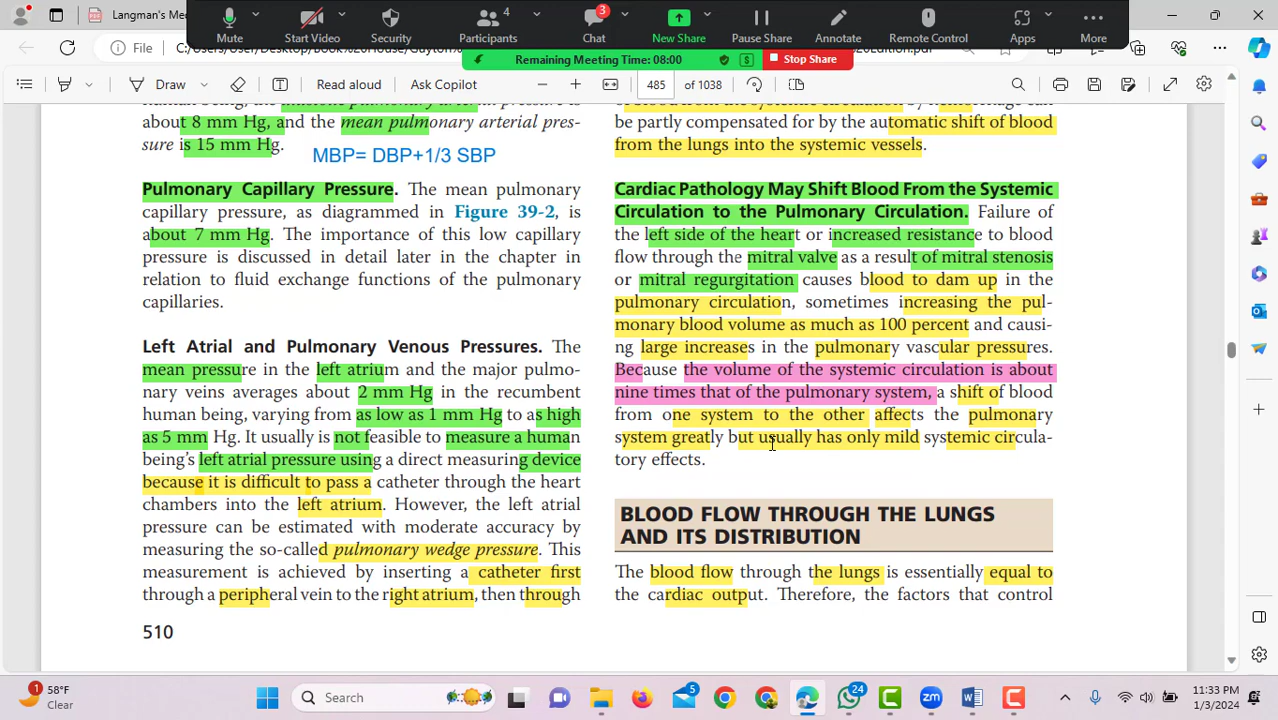 Langman's Med
4
3
Mute
Start Video
Security
Participants
Chat
New Share
Pause Share
Annotate
Remote Control
Apps
More
File
Remaining Meeting Time: 08:00
Stop Share
Draw
Read aloud
Ask Copilot
485
of 1038
about 8 mm Hg, and the mean pulmonary arterial pres-
sure is 15 mm Hg.
MBP= DBP+1/3 SBP
Pulmonary Capillary Pressure. The mean pulmonary
capillary pressure, as diagrammed in Figure 39-2, is
about 7 mm Hg. The importance of this low capillary
pressure is discussed in detail later in the chapter in
relation to fluid exchange functions of the pulmonary
capillaries.
Left Atrial and Pulmonary Venous Pressures. The
mean pressure in the left atrium and the major pulmo-
nary veins averages about 2 mm Hg in the recumbent
human being, varying from as low as 1 mm Hg to as high
as 5 mm Hg. It usually is not feasible to measure a human
being's left atrial pressure using a direct measuring device
because it is difficult to pass a catheter through the heart
chambers into the left atrium. However, the left atrial
pressure can be estimated with moderate accuracy by
measuring the so-called pulmonary wedge pressure. This
measurement is achieved by inserting a catheter first
through a peripheral vein to the right atrium, then through
510
be partly compensated for by the automatic shift of blood
from the lungs into the systemic vessels.
Cardiac Pathology May Shift Blood From the Systemic
Circulation to the Pulmonary Circulation. Failure of
the left side of the heart or increased resistance to blood
flow through the mitral valve as a result of mitral stenosis
or mitral regurgitation causes blood to dam up in the
pulmonary circulation, sometimes increasing the pul-
monary blood volume as much as 100 percent and causi-
ng large increases in the pulmonary vascular pressures.
Because the volume of the systemic circulation is about
nine times that of the pulmonary system, a shift of blood
from one system to the other affects the pulmonary
system greatly but usually has only mild systemic circula-
tory effects.
BLOOD FLOW THROUGH THE LUNGS
AND ITS DISTRIBUTION
The blood flow through the lungs is essentially equal to
the cardiac output. Therefore, the factors that control
1
58°F
Clear
Search
5
24
11:33 PM
1/3/2024